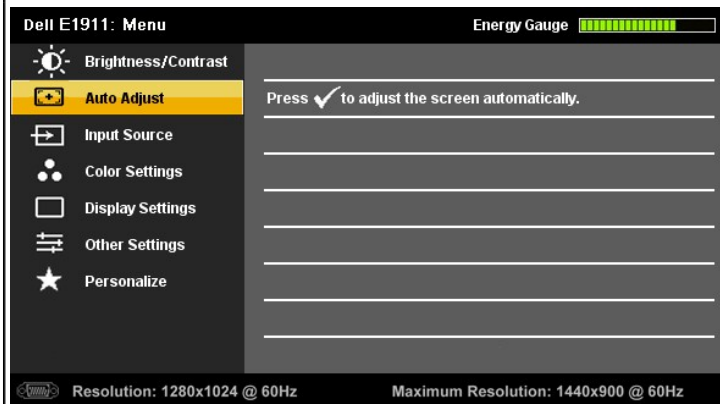 Dell E1911: Menu
Energy Gauge
Brightness/Contrast
Auto Adjust
Press to adjust the screen automatically.
Input Source
Color Settings
Display Settings
Other Settings
Personalize
Resolution: 1280x1024 @ 60Hz
Maximum Resolution: 1440x900 @ 60Hz